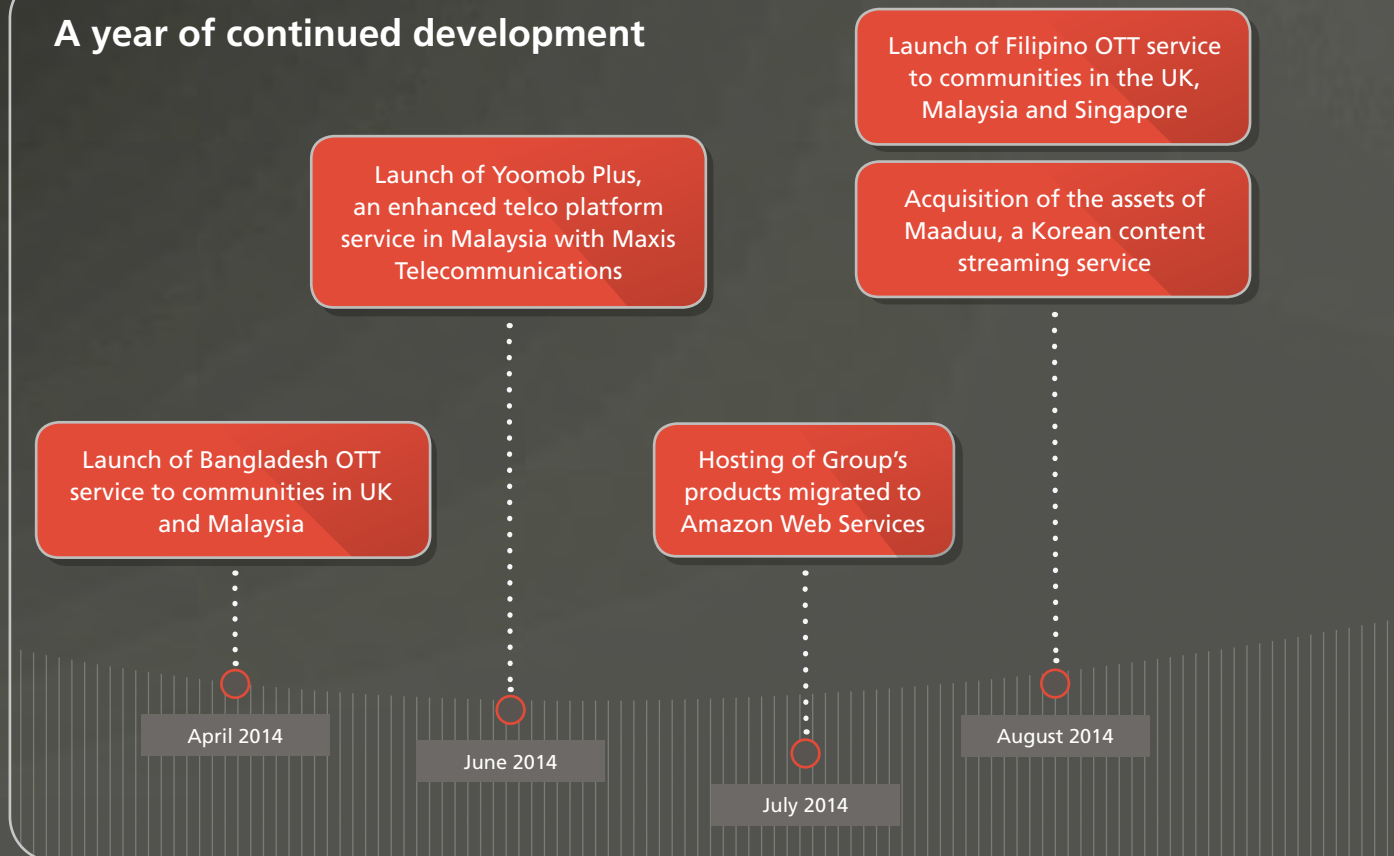 A year of continued development
Launch of Bangladesh OTT
service to communities in UK
and Malaysia
April 2014
Launch of Yoomob Plus,
an enhanced telco platform
service in Malaysia with Maxis
Telecommunications
June 2014
Hosting of Group’s
products migrated to
Amazon Web Services
July 2014
Launch of Filipino OTT service
to communities in the UK,
Malaysia and Singapore
Acquisition of the assets of
Maaduu, a Korean content
streaming service
August 2014